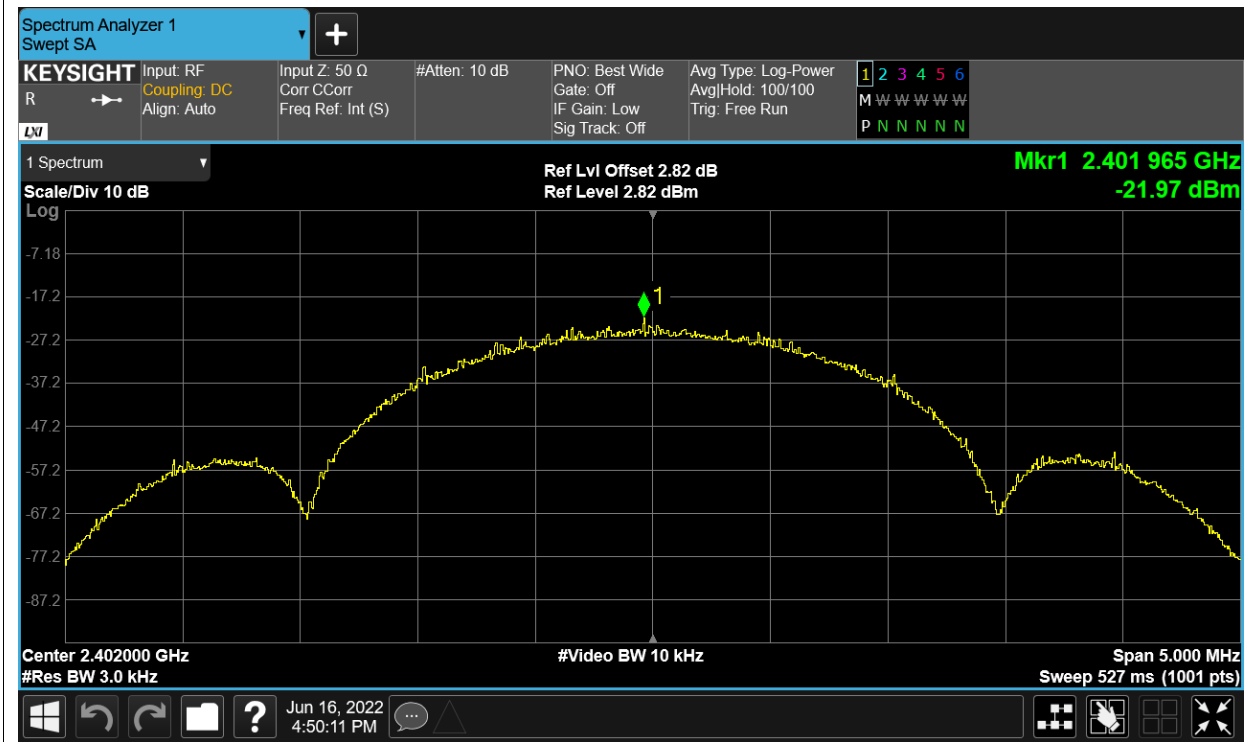 Spectrum Analyzer 1
Swept SA
+
KEYSIGHT
R
LXI
Input: RF
Coupling: DC
Align: Auto
Input Z: 50 Ω
Corr CCorr
Freq Ref: Int (S)
#Atten: 10 dB
PNO: Best Wide
Gate: Off
IF Gain: Low
Sig Track: Off
Avg Type: Log-Power
Avg|Hold: 100/100
Trig: Free Run
1 2 3 4 5 6
M W W W W W
P N N N N N
1 Spectrum
Scale/Div 10 dB
Log
Ref Lvl Offset 2.82 dB
Ref Level 2.82 dBm
Mkr1 2.401 965 GHz
-21.97 dBm
-7.18
-17.2
-27.2
-37.2
-47.2
-57.2
-67.2
-77.2
-87.2
1
Center 2.402000 GHz
#Res BW 3.0 kHz
#Video BW 10 kHz
Span 5.000 MHz
Sweep 527 ms (1001 pts)
?
Jun 16, 2022
4:50:11 PM